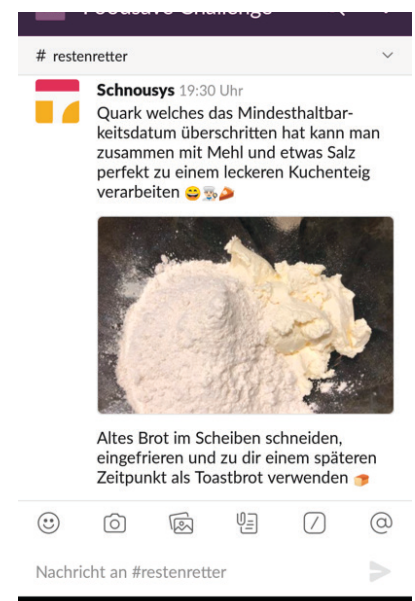 Foodsave Challenge
# restenretter
Schnousys 19:30 Uhr
Quark welches das Mindesthaltbar-
keitsdatum überschritten hat kann man
zusammen mit Mehl und etwas Salz
perfekt zu einem leckeren Kuchenteig
verarbeiten 😄👨‍🍳🍕
Altes Brot im Scheiben schneiden,
eingefrieren und zu dir einem späteren
Zeitpunkt als Toastbrot verwenden 🍞
Nachricht an #restenretter